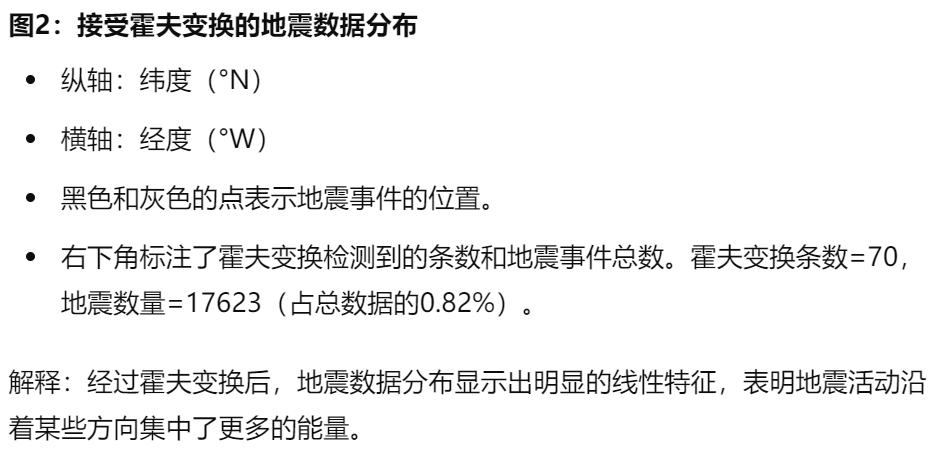 图2：接受霍夫变换的地震数据分布
• 纵轴：纬度（°N）
• 横轴：经度（°W）
• 黑色和灰色的点表示地震事件的位置。
• 右下角标注了霍夫变换检测到的条数和地震事件总数。霍夫变换条数=70，
地震数量=17623（占总数据的0.82%）。
解释：经过霍夫变换后，地震数据分布显示出明显的线性特征，表明地震活动沿
着某些方向集中了更多的能量。